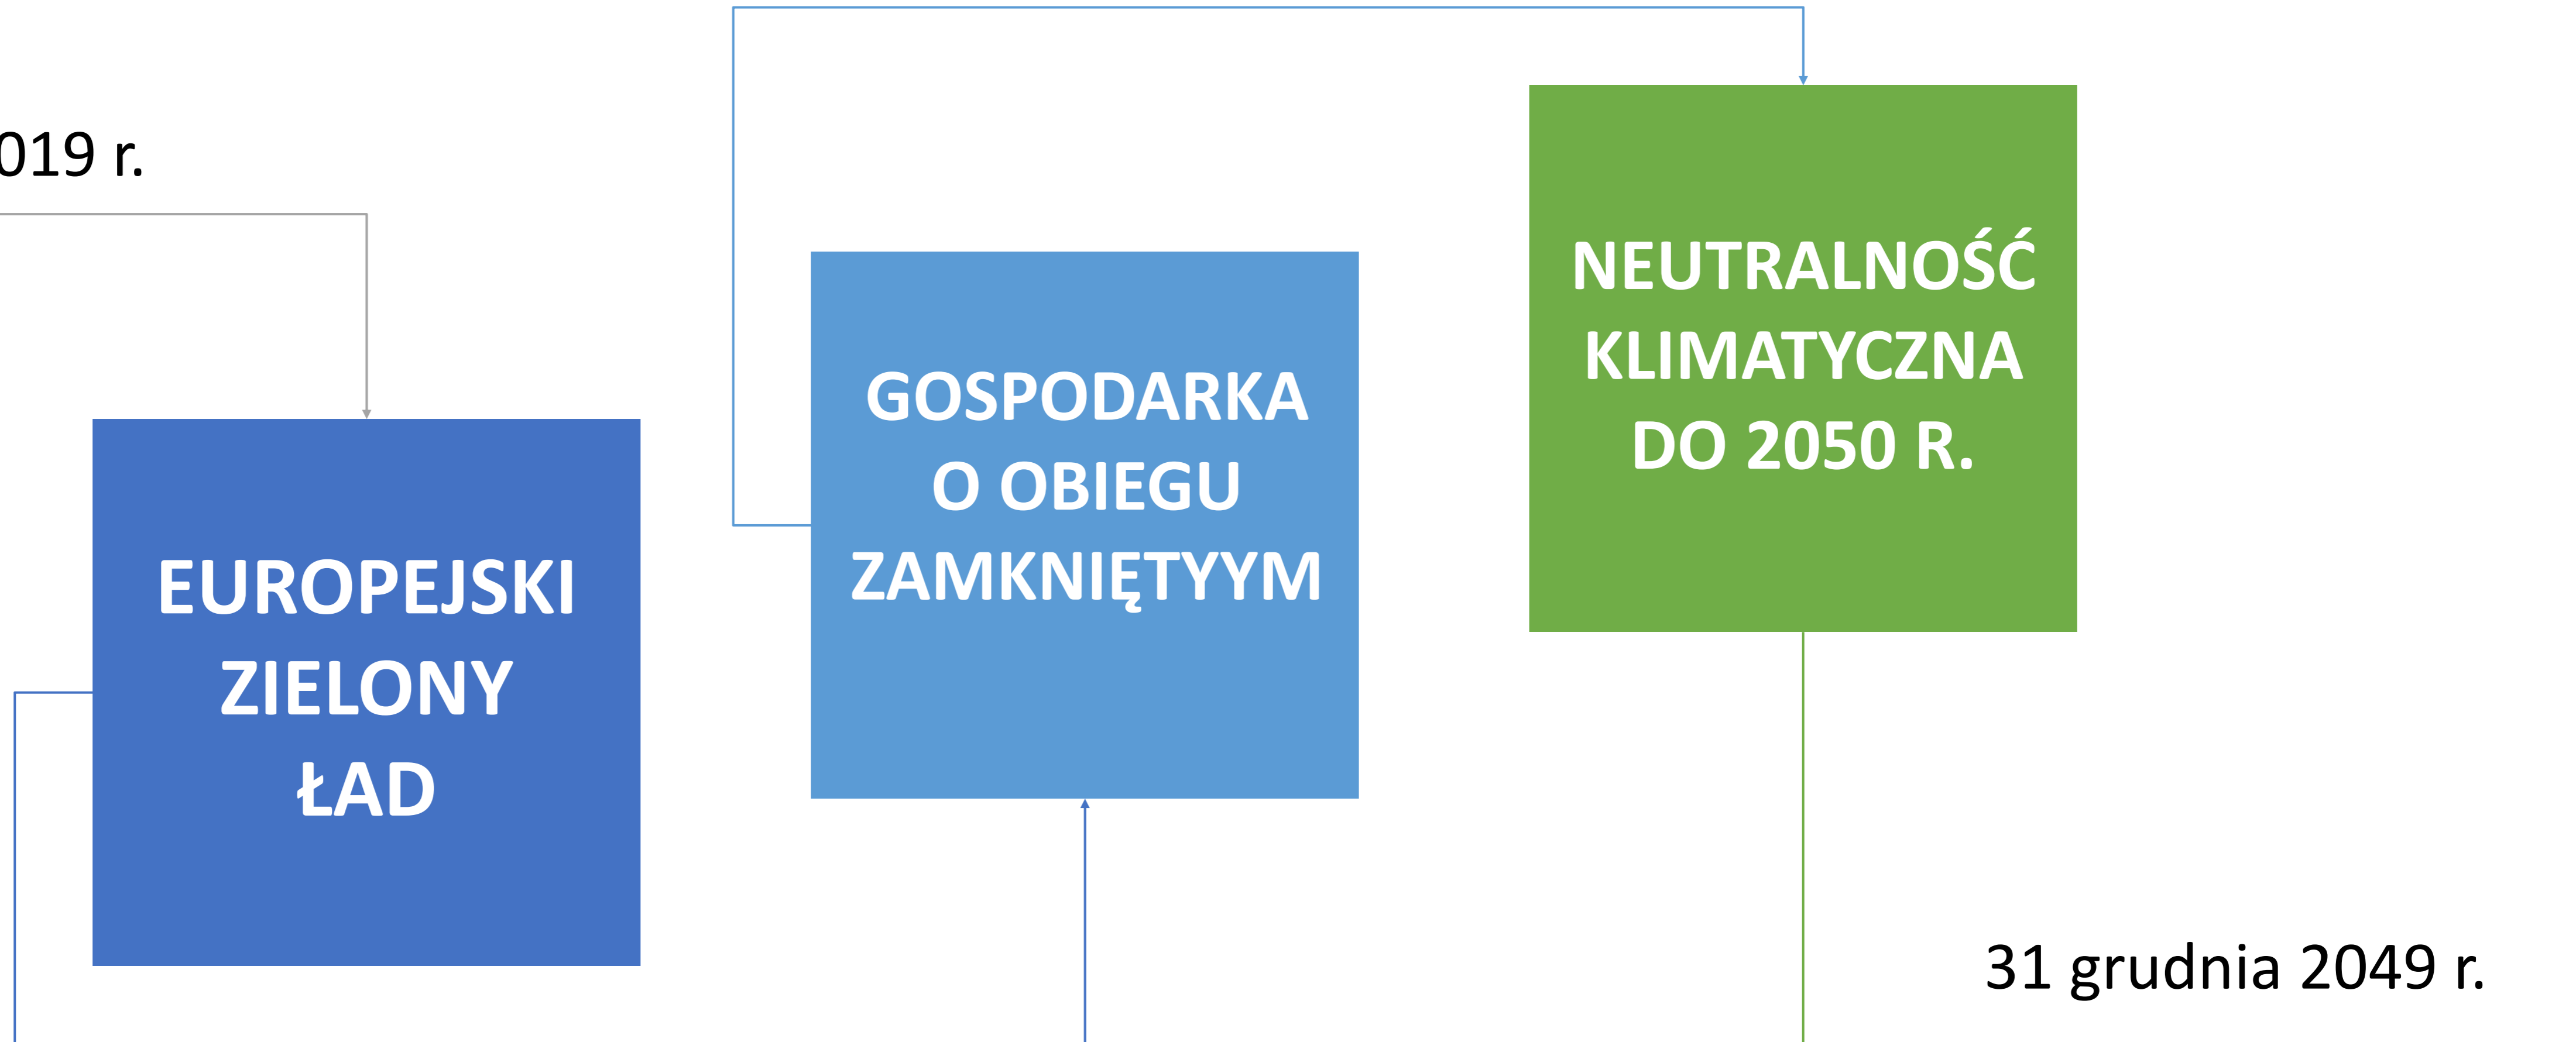 019 r.
EUROPEJSKI
ZIELONY
ŁAD
GOSPODARKA
O OBIEGU
ZAMKNIĘTYYM
NEUTRALNOŚĆ
KLIMATYCZNA
DO 2050 R.
31 grudnia 2049 r.